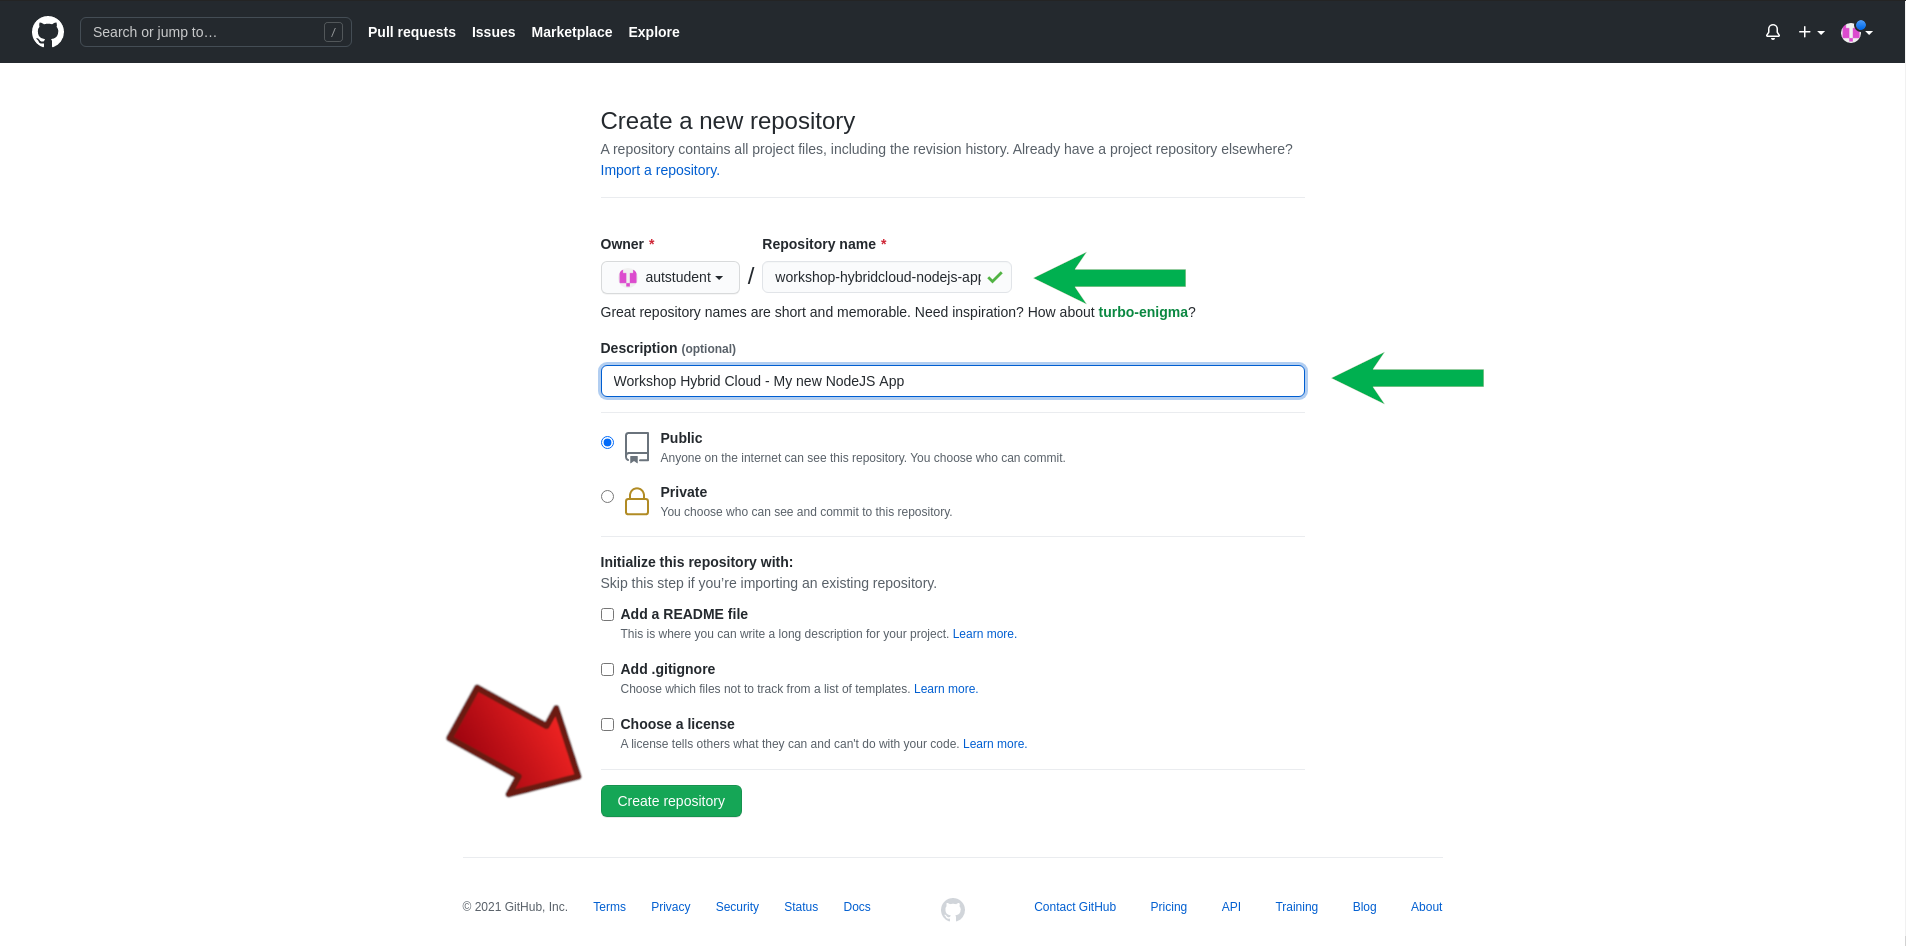 Search or jump to… /
Pull requests Issues Marketplace Explore
Create a new repository
A repository contains all project files, including the revision history. Already have a project repository elsewhere?
Import a repository.
Owner * Repository name *
autstudent / workshop-hybridcloud-nodejs-app
Great repository names are short and memorable. Need inspiration? How about turbo-enigma?
Description (optional)
Workshop Hybrid Cloud - My new NodeJS App
Public
Anyone on the internet can see this repository. You choose who can commit.
Private
You choose who can see and commit to this repository.
Initialize this repository with:
Skip this step if you’re importing an existing repository.
Add a README file
This is where you can write a long description for your project. Learn more.
Add .gitignore
Choose which files not to track from a list of templates. Learn more.
Choose a license
A license tells others what they can and can't do with your code. Learn more.
Create repository
© 2021 GitHub, Inc. Terms Privacy Security Status Docs Contact GitHub Pricing API Training Blog About